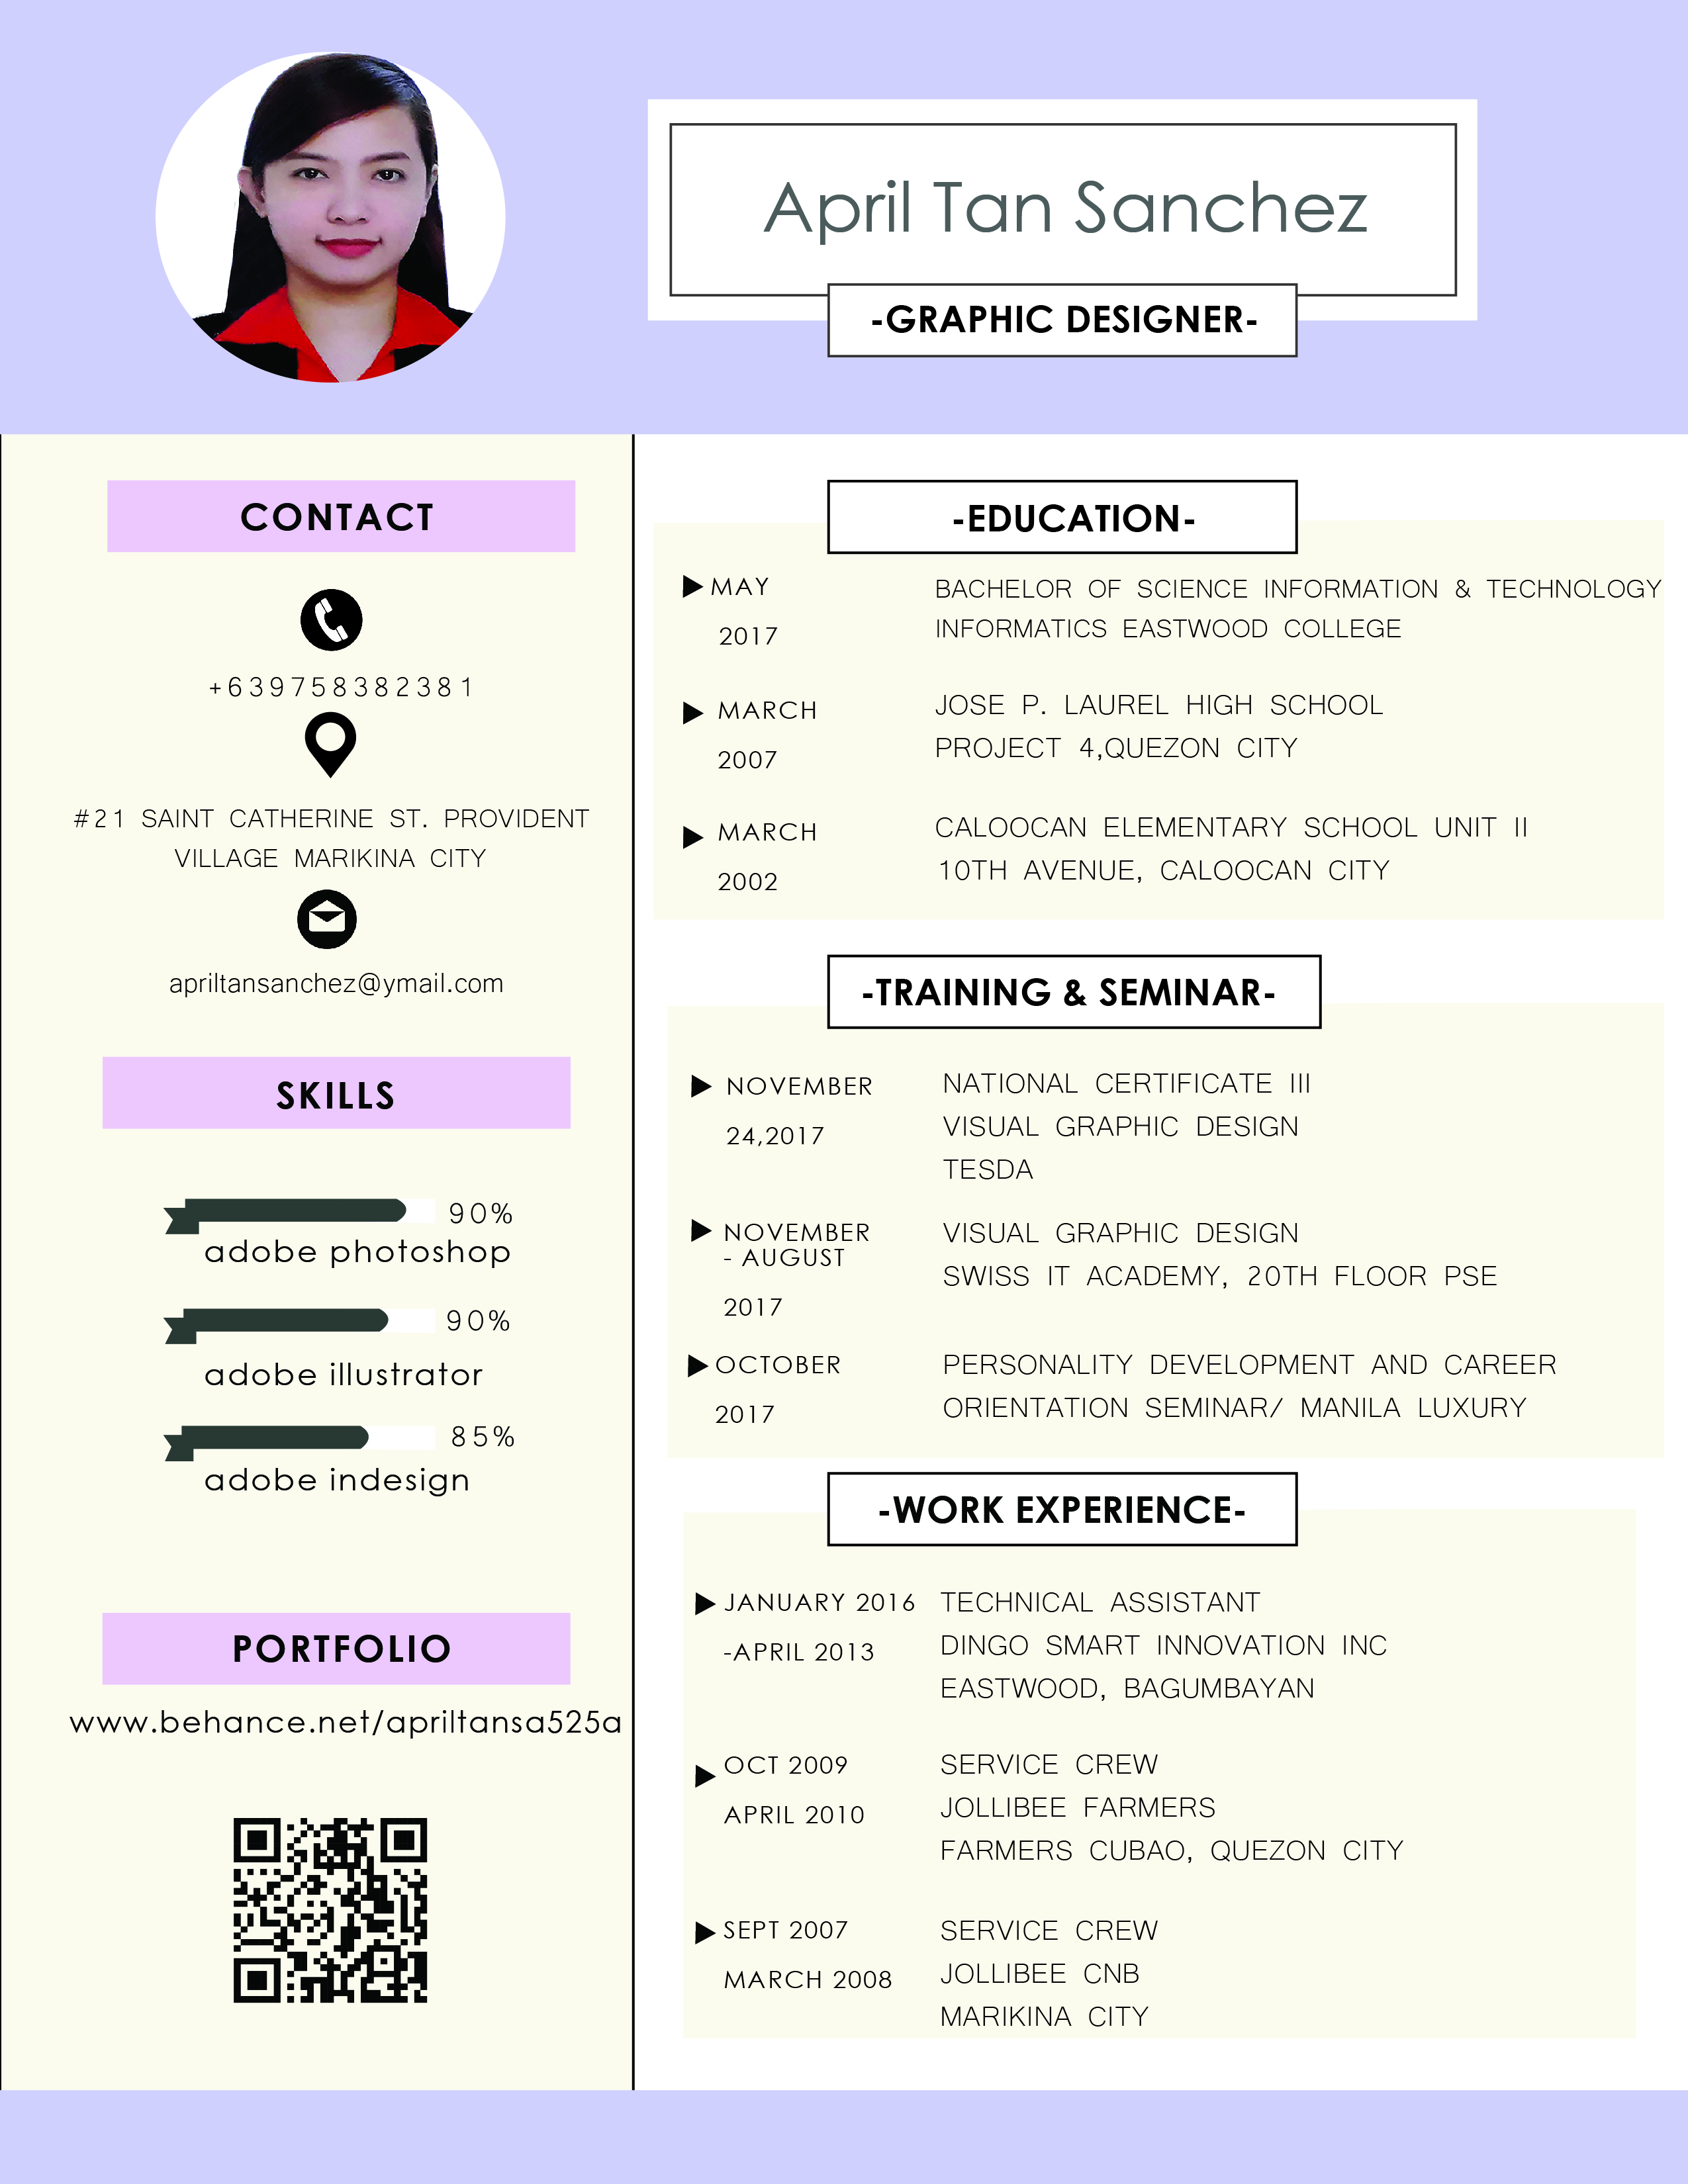 April Tan Sanchez
-GRAPHIC DESIGNER-
CONTACT
+639758382381
#21 SAINT CATHERINE ST. PROVIDENT
VILLAGE MARIKINA CITY
apriltansanchez@ymail.com
SKILLS
90%
adobe photoshop
90%
adobe illustrator
85%
adobe indesign
PORTFOLIO
www.behance.net/apriltansa525a
-EDUCATION-
MAY
2017
BACHELOR OF SCIENCE INFORMATION & TECHNOLOGY
INFORMATICS EASTWOOD COLLEGE
MARCH
2007
JOSE P. LAUREL HIGH SCHOOL
PROJECT 4,QUEZON CITY
MARCH
2002
CALOOCAN ELEMENTARY SCHOOL UNIT II
10TH AVENUE, CALOOCAN CITY
-TRAINING & SEMINAR-
NOVEMBER
24,2017
NATIONAL CERTIFICATE III
VISUAL GRAPHIC DESIGN
TESDA
NOVEMBER
- AUGUST
2017
VISUAL GRAPHIC DESIGN
SWISS IT ACADEMY, 20TH FLOOR PSE
OCTOBER
2017
PERSONALITY DEVELOPMENT AND CAREER
ORIENTATION SEMINAR/ MANILA LUXURY
-WORK EXPERIENCE-
JANUARY 2016
-APRIL 2013
TECHNICAL ASSISTANT
DINGO SMART INNOVATION INC
EASTWOOD, BAGUMBAYAN
OCT 2009
APRIL 2010
SERVICE CREW
JOLLIBEE FARMERS
FARMERS CUBAO, QUEZON CITY
SEPT 2007
MARCH 2008
SERVICE CREW
JOLLIBEE CNB
MARIKINA CITY